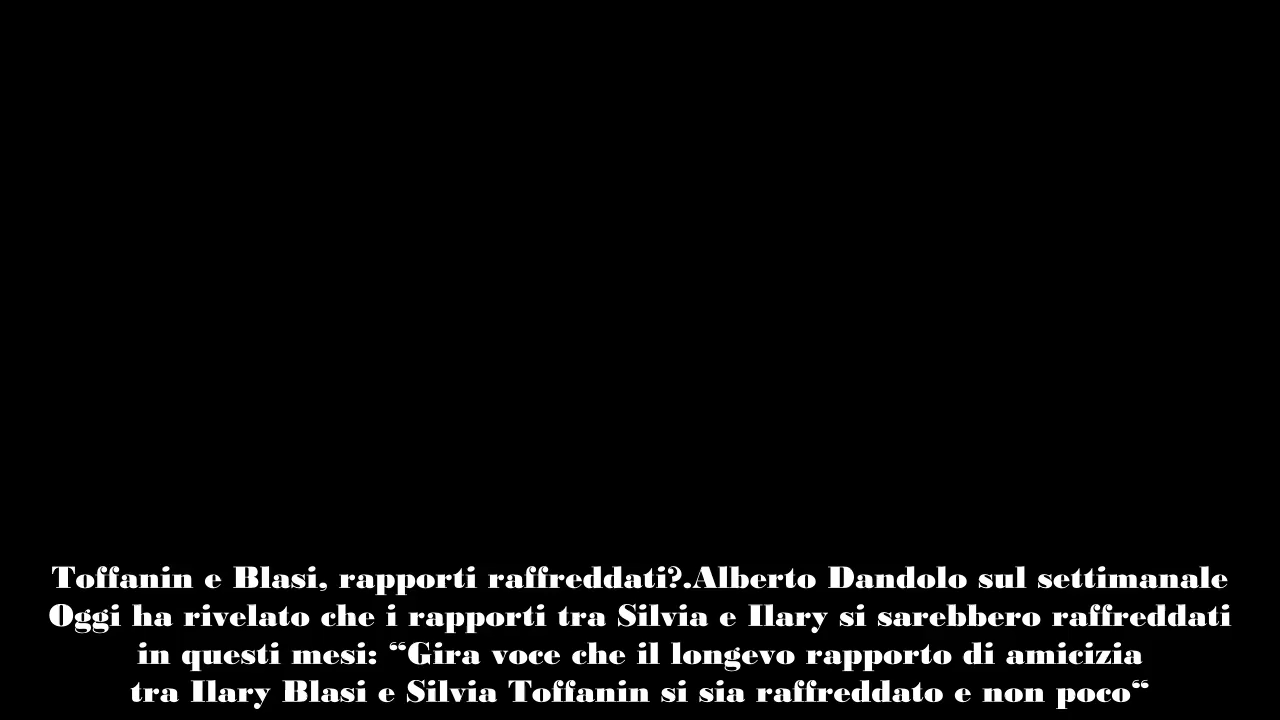 Toffanin e Blasi, rapporti raffreddati?.Alberto Dandolo sul settimanale
Oggi ha rivelato che i rapporti tra Silvia e Ilary si sarebbero raffreddati
in questi mesi: “Gira voce che il longevo rapporto di amicizia
tra Ilary Blasi e Silvia Toffanin si sia raffreddato e non poco“